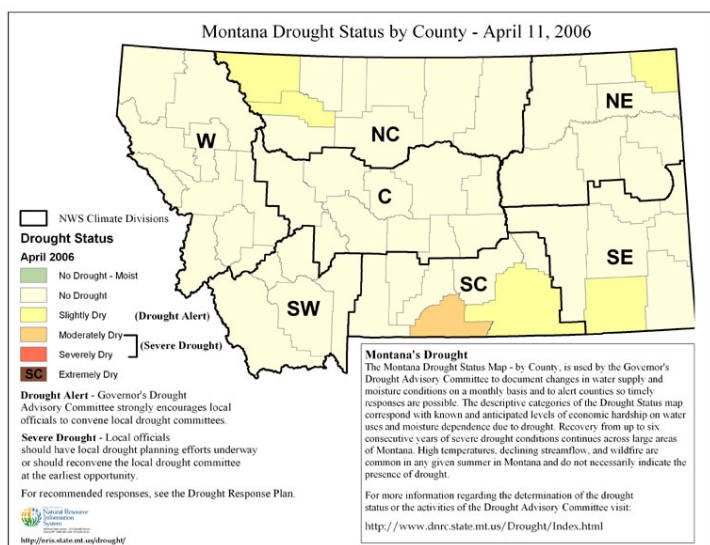 Montana Drought Status by County - April 11, 2006
NE
NC
W
C
SE
SC
SW
NWS Climate Divisions
Drought Status
April 2006
No Drought - Moist
No Drought
Slightly Dry (Drought Alert)
Moderately Dry
(Severe Drought)
Severely Dry
SC Extremely Dry
Drought Alert - Governor's Drought
Advisory Committee strongly encourages local
officials to convene local drought committees.
Severe Drought - Local officials
should have local drought planning efforts underway
or should reconvene the local drought committee
at the earliest opportunity.
For recommended responses, see the Drought Response Plan.
Natural Resource
Information
System
http://nris.state.mt.us/drought/
Montana's Drought
The Montana Drought Status Map - by County, is used by the Governor's
Drought Advisory Committee to document changes in water supply and
moisture conditions on a monthly basis and to alert counties so timely
responses are possible. The descriptive categories of the Drought Status map
correspond with known and anticipated levels of economic hardship on water
uses and moisture dependence due to drought. Recovery from up to six
consecutive years of severe drought conditions continues across large areas
of Montana. High temperatures, declining streamflow, and wildfire are
common in any given summer in Montana and do not necessarily indicate the
presence of drought.
For more information regarding the determination of the drought
status or the activities of the Drought Advisory Committee visit:
http://www.dnrc.state.mt.us/Drought/Index.html